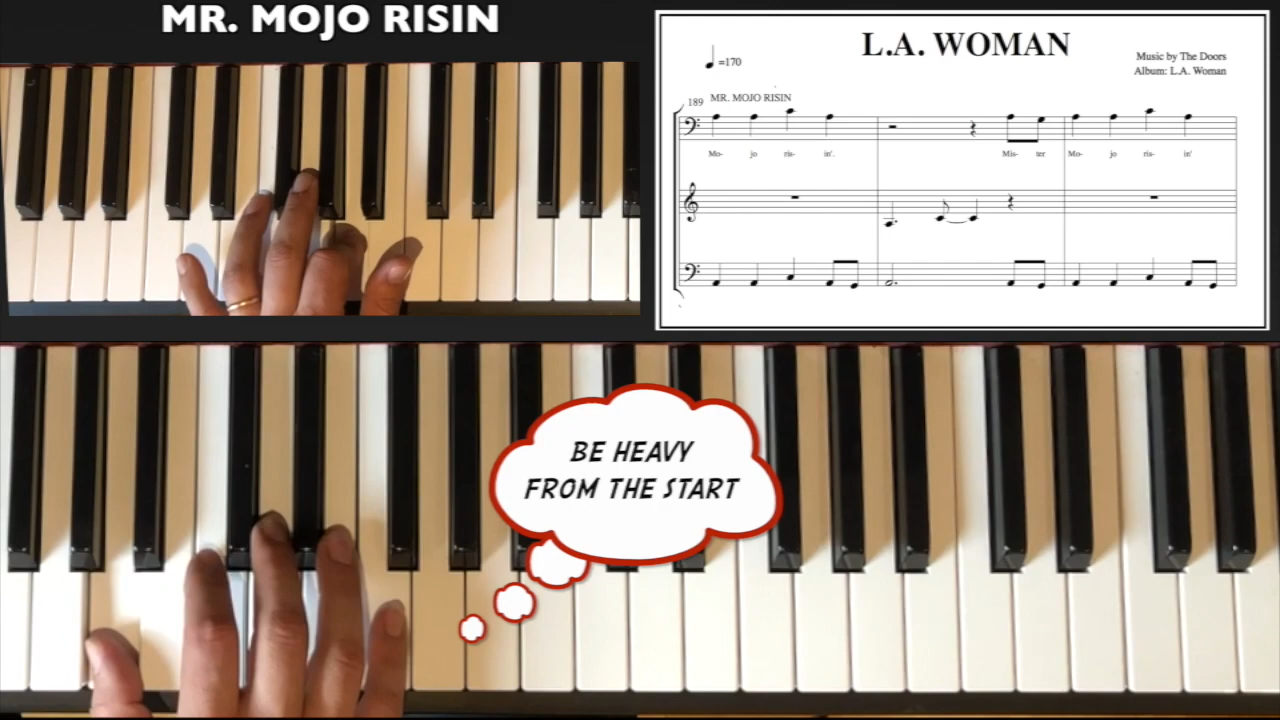 MR. MOJO RISIN
L.A. WOMAN
=170
Music by The Doors
Album: L.A. Woman
189 MR. MOJO RISIN
Mo- jo ris- in'. Mis- ter Mo- jo ris- in'
BE HEAVY
FROM THE START